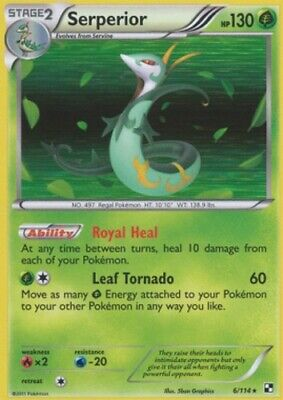 STAGE2 Serperior HP130
Evolves from Servine
NO. 497 Regal Pokémon HT: 10'10" WT: 138.9 lbs.
Ability Royal Heal
At any time between turns, heal 10 damage from
each of your Pokémon.
Leaf Tornado 60
Move as many Energy attached to your Pokémon
to your other Pokémon in any way you like.
weakness resistance
×2 -20
They raise their heads to
intimidate opponents but only
give it their all when fighting a
powerful opponent.
retreat
Illus. 5ban Graphics
©2011 Pokémon 6/114★